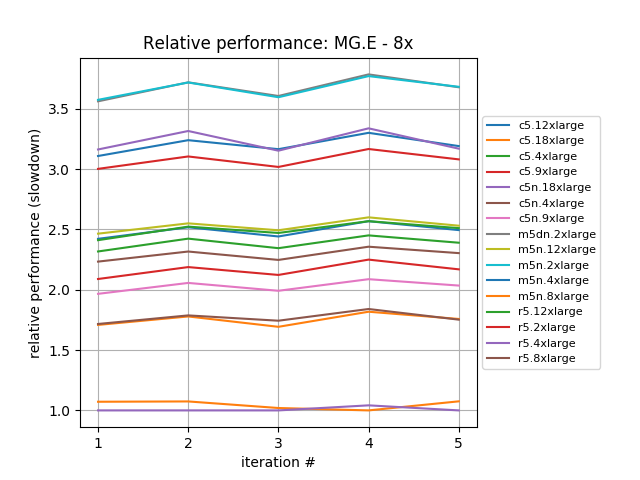 Relative performance: MG.E - 8x
relative performance (slowdown)
3.5
3.0
2.5
2.0
1.5
1.0
1 2 3 4 5
iteration #
c5.12xlarge
c5.18xlarge
c5.4xlarge
c5.9xlarge
c5n.18xlarge
c5n.4xlarge
c5n.9xlarge
m5dn.2xlarge
m5n.12xlarge
m5n.2xlarge
m5n.4xlarge
m5n.8xlarge
r5.12xlarge
r5.2xlarge
r5.4xlarge
r5.8xlarge